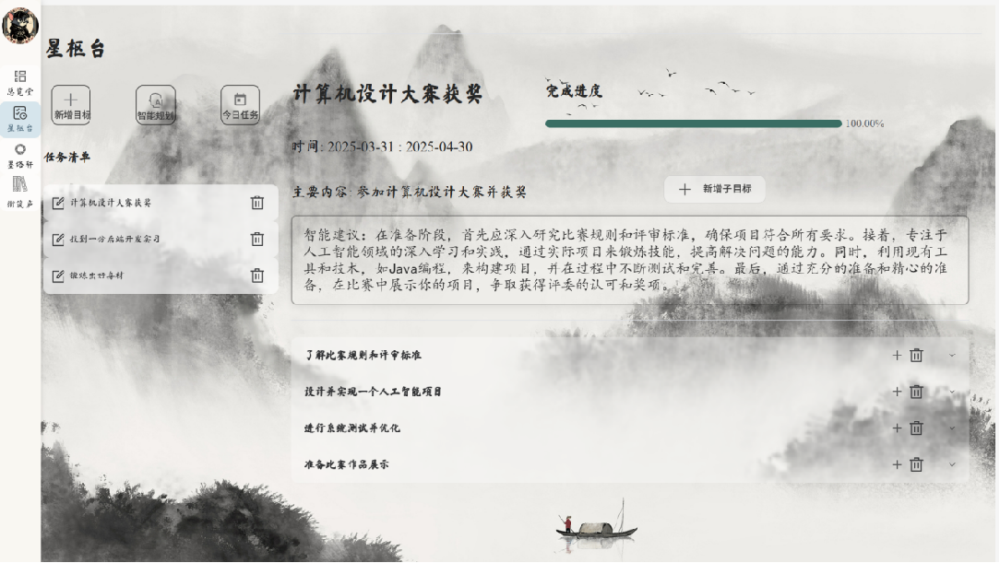 总览堂
星枢台
墨络轩
衡篌声
星枢台
新增目标
智能规划
今日任务
任务清单
计算机设计大赛获奖
找到一份后端开发实习
锻炼出好身材
计算机设计大赛获奖
完成进度
100.00%
时间: 2025-03-31 : 2025-04-30
主要内容: 参加计算机设计大赛并获奖
新增子目标
智能建议：在准备阶段，首先应深入研究比赛规则和评审标准，确保项目符合所有要求。接着，专注于
人工智能领域的深入学习和实践，通过实际项目来锻炼技能，提高解决问题的能力。同时，利用现有工
具和技术，如Java编程，来构建项目，并在过程中不断测试和完善。最后，通过充分的准备和精心的准
备，在比赛中展示你的项目，争取获得评委的认可和奖项。
了解比赛规则和评审标准
设计并实现一个人工智能项目
进行系统测试并优化
准备比赛作品展示